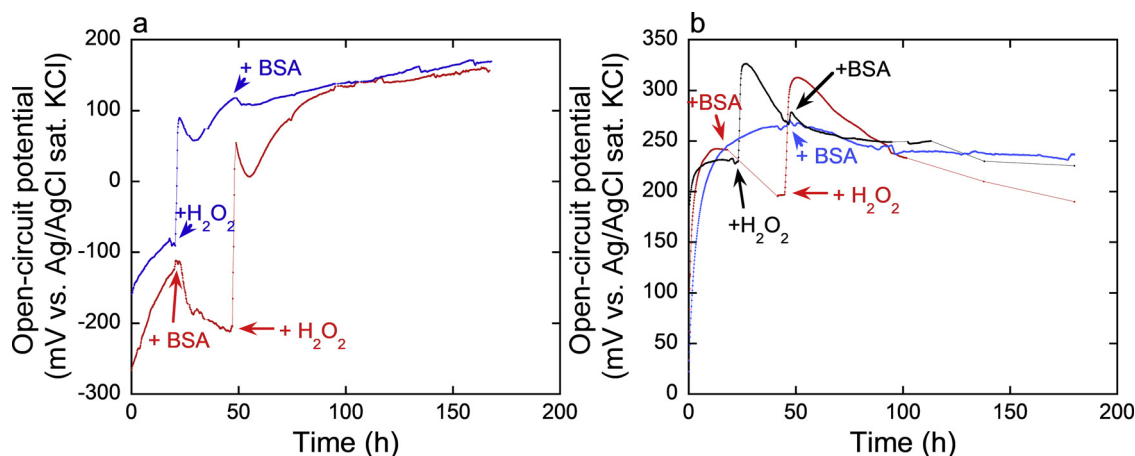 a
Open-circuit potential
(mV vs. Ag/AgCl sat. KCl)
200
100
0
-100
-200
-300
+ BSA
+H₂O₂
+ BSA
+ H₂O₂
0
50
100
150
200
Time (h)
b
Open-circuit potential
(mV vs. Ag/AgCl sat. KCl)
350
300
250
200
150
100
50
0
+BSA
+BSA
+ BSA
+ H₂O₂
+H₂O₂
0
50
100
150
200
Time (h)